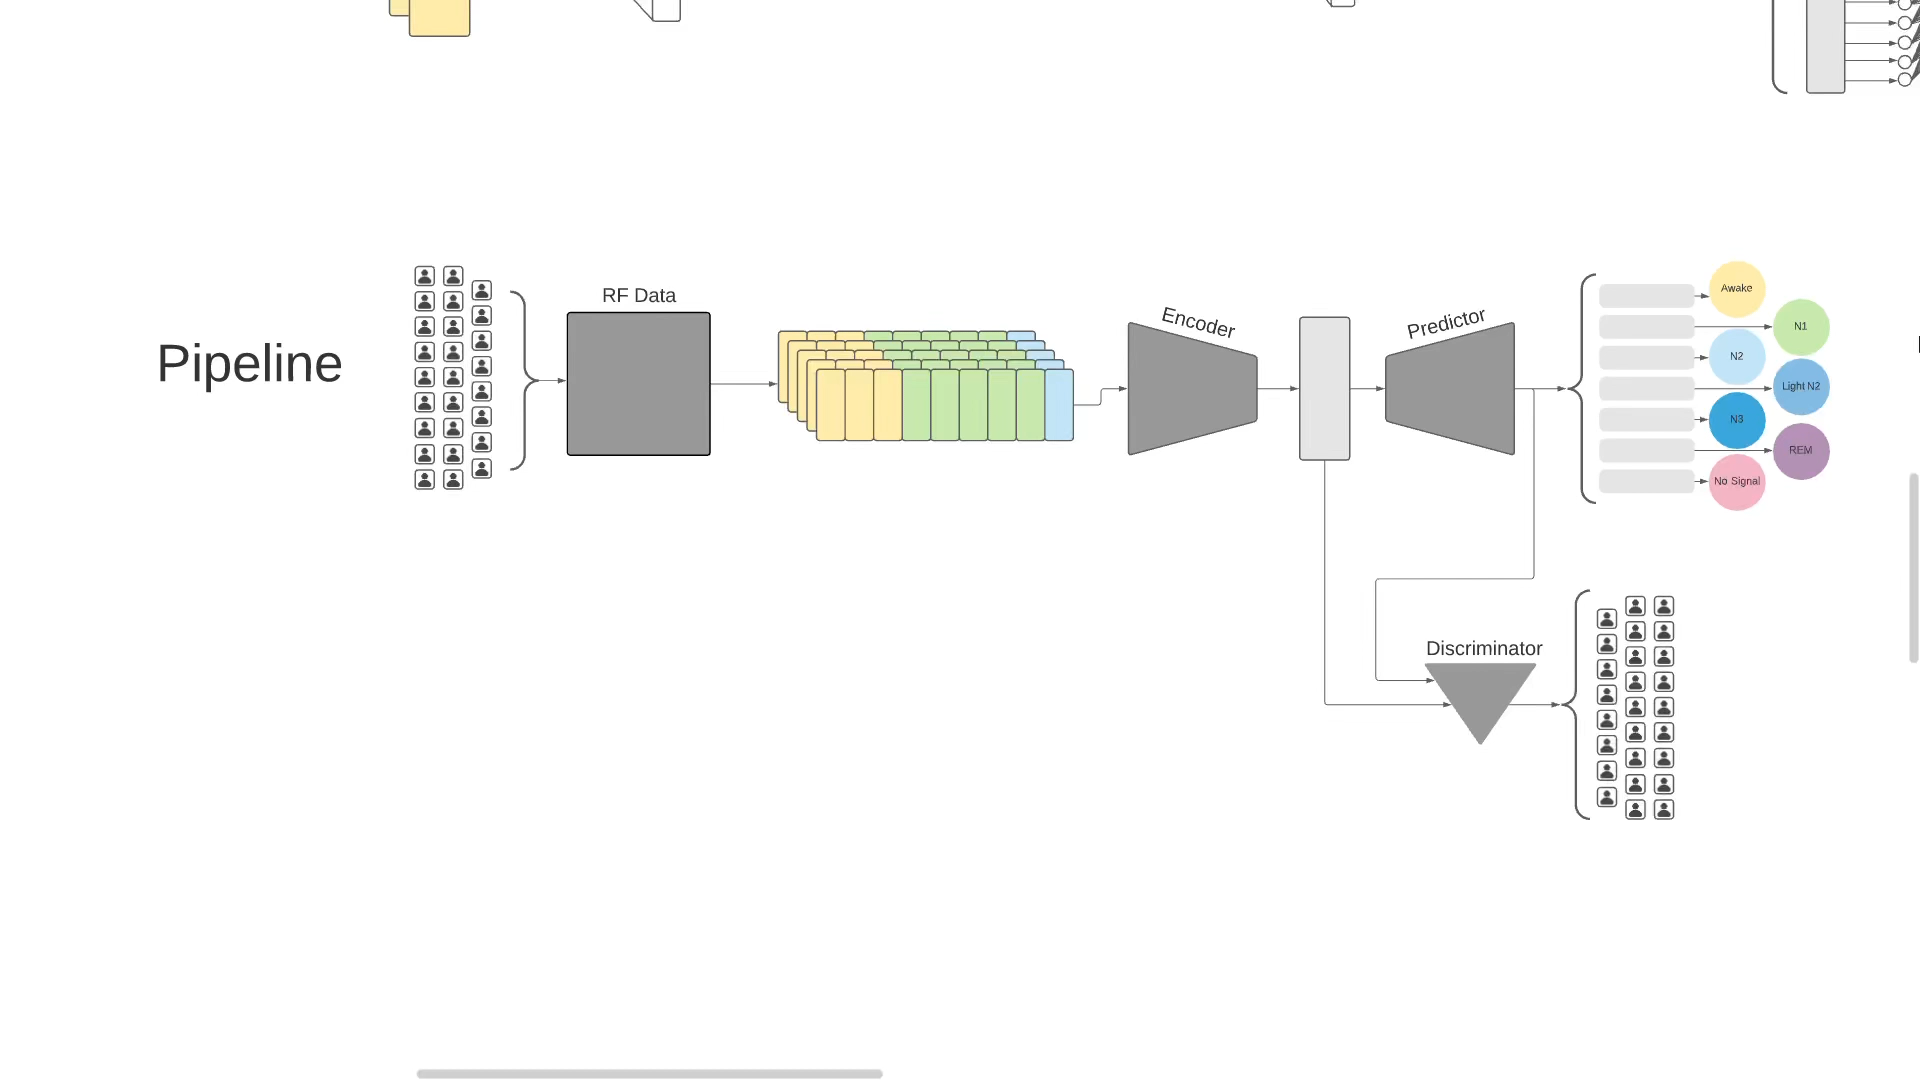 Pipeline
RF Data
Encoder
Predictor
Awake
N1
N2
Light N2
N3
REM
No Signal
Discriminator